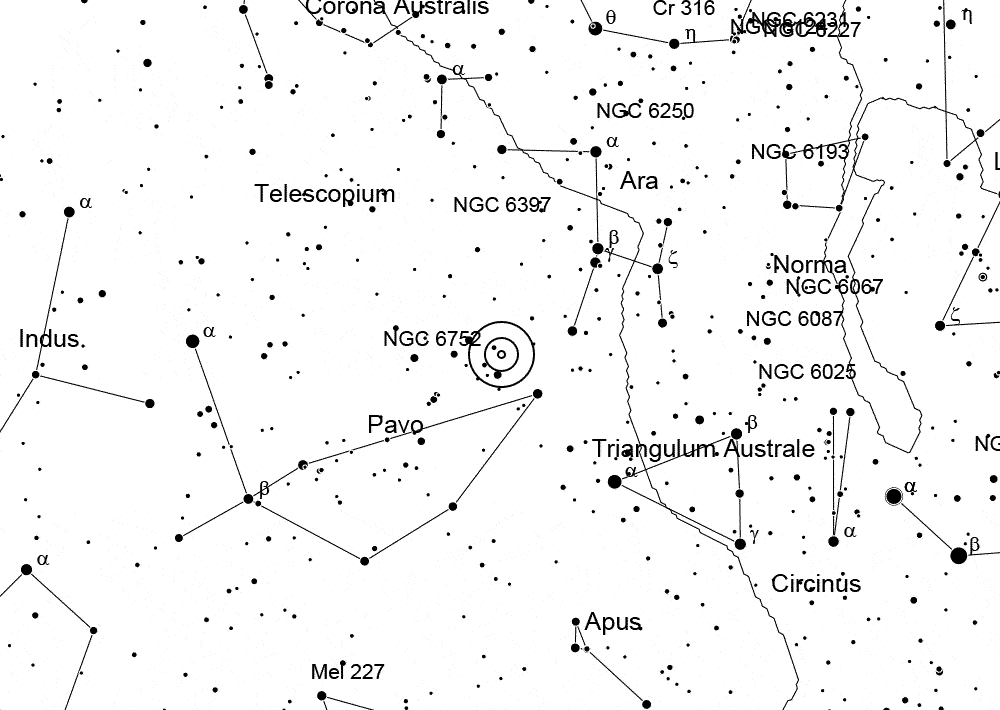 Corona Australis
Cr 316
NGC 6231
NGC 6227
θ
η
η
α
NGC 6250
α
NGC 6193
Ara
Telescopium
NGC 6397
α
β
γ
ζ
Norma
NGC 6067
NGC 6087
ζ
Indus
α
NGC 6752
NGC 6025
Pavo
β
Triangulum Australe
NG
α
β
α
α
γ
β
α
Circinus
Apus
Mel 227
L